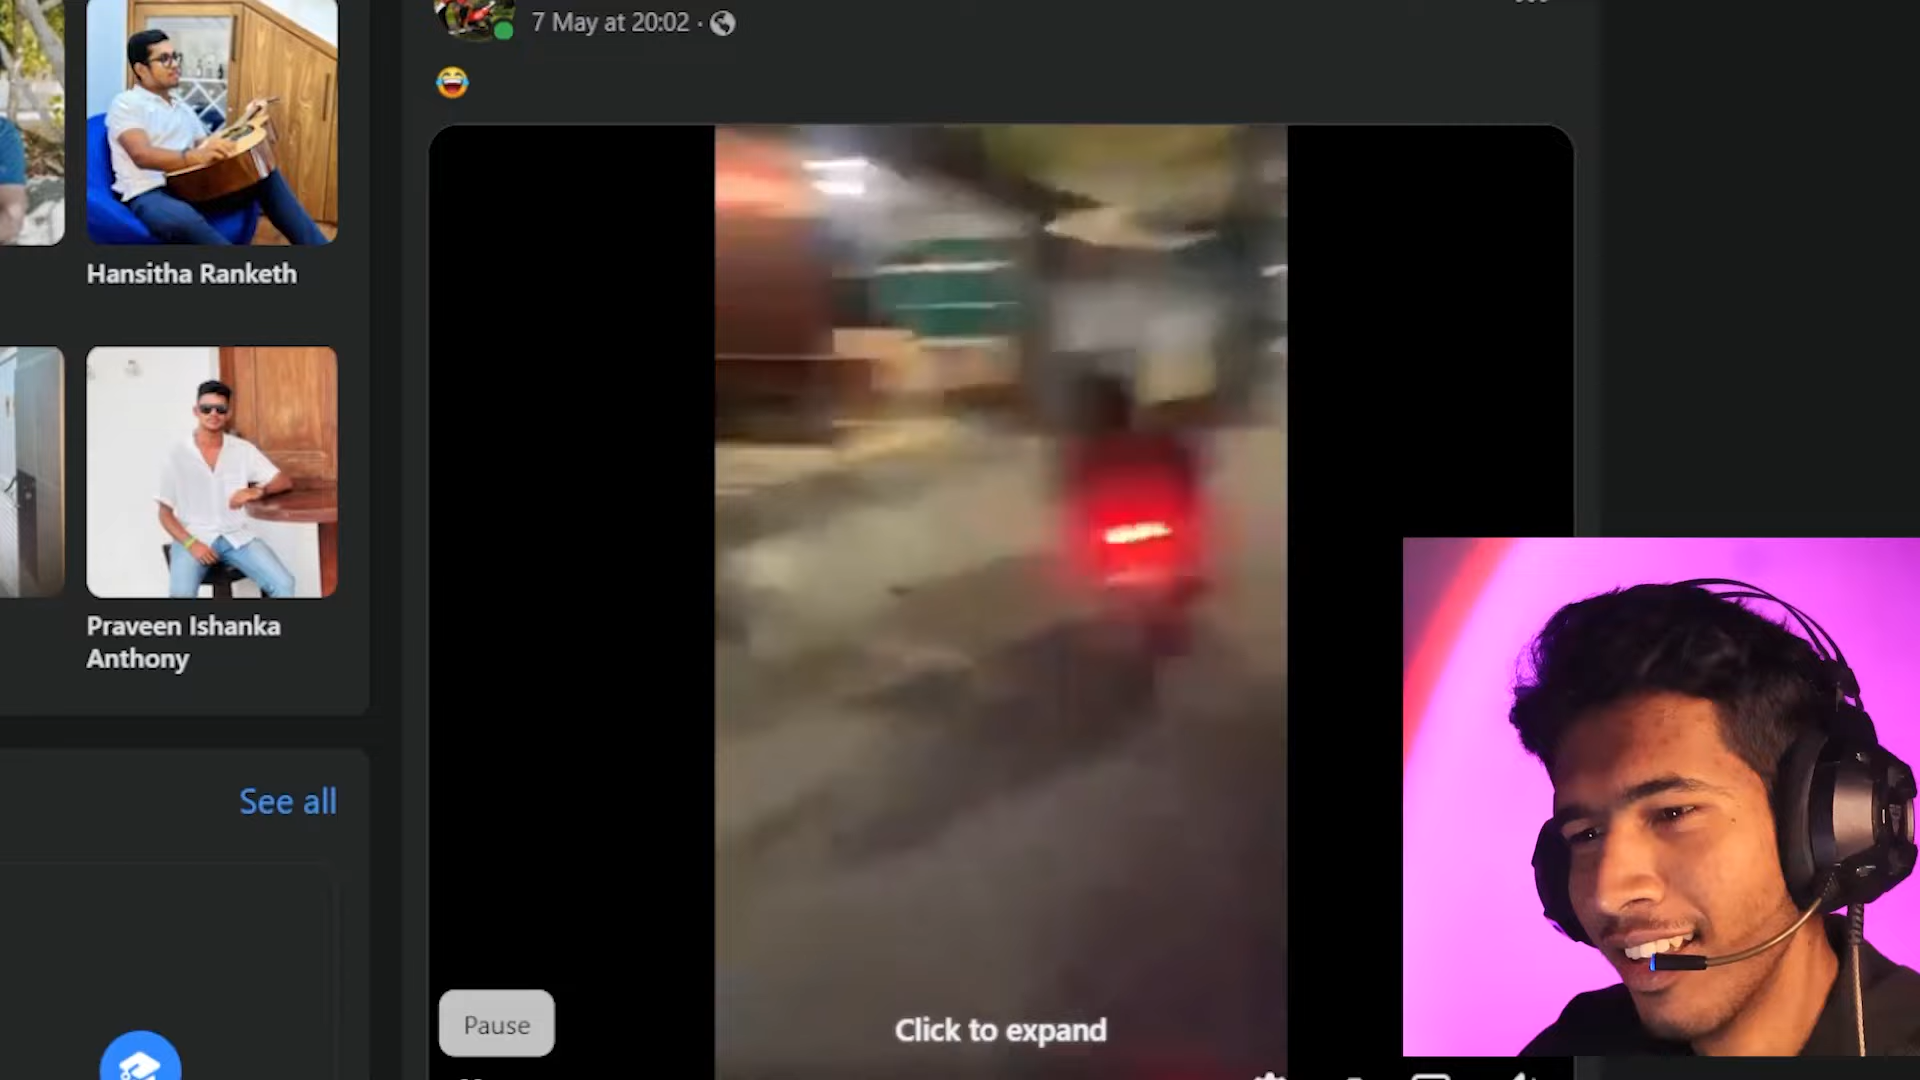 7 May at 20:02 ·
Hansitha Ranketh
Praveen Ishanka
Anthony
See all
Pause
Click to expand